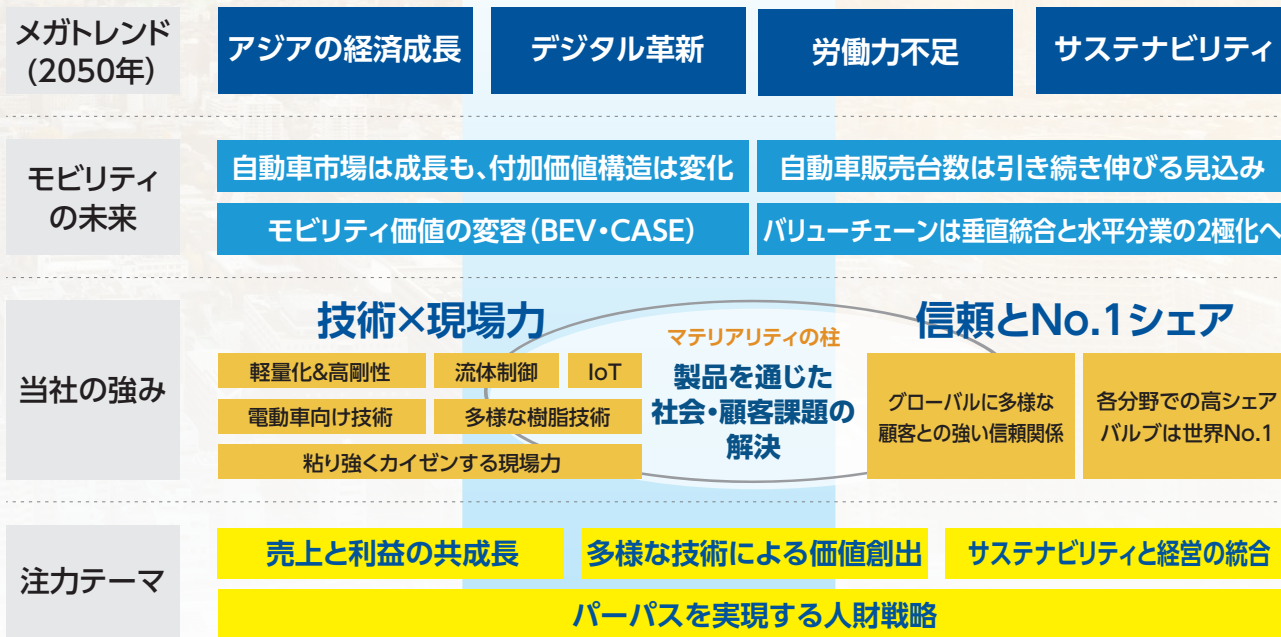 メガトレンド
(2050年)
アジアの経済成長
デジタル革新
労働力不足
サステナビリティ
モビリティ
の未来
自動車市場は成長も、付加価値構造は変化
自動車販売台数は引き続き伸びる見込み
モビリティ価値の変容(BEV・CASE)
バリューチェーンは垂直統合と水平分業の2極化へ
当社の強み
技術×現場力
軽量化&高剛性
流体制御
IoT
電動車向け技術
多様な樹脂技術
粘り強くカイゼンする現場力
マテリアリティの柱
製品を通じた
社会・顧客課題の
解決
信頼とNo.1シェア
グローバルに多様な
顧客との強い信頼関係
各分野での高シェア
バルブは世界No.1
注力テーマ
売上と利益の共成長
多様な技術による価値創出
サステナビリティと経営の統合
パーパスを実現する人財戦略